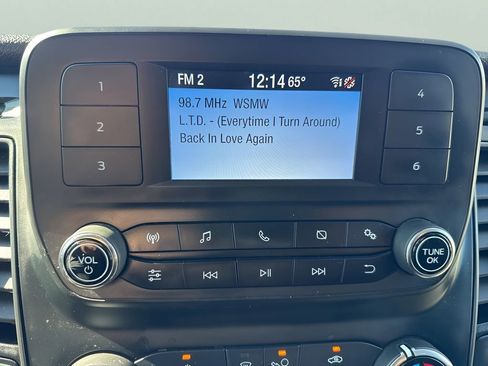 FM 2 12:14 65°
98.7 MHz WSMW
L.T.D. - (Everytime I Turn Around)
Back In Love Again
1
2
3
4
5
6
VOL
TUNE
OK